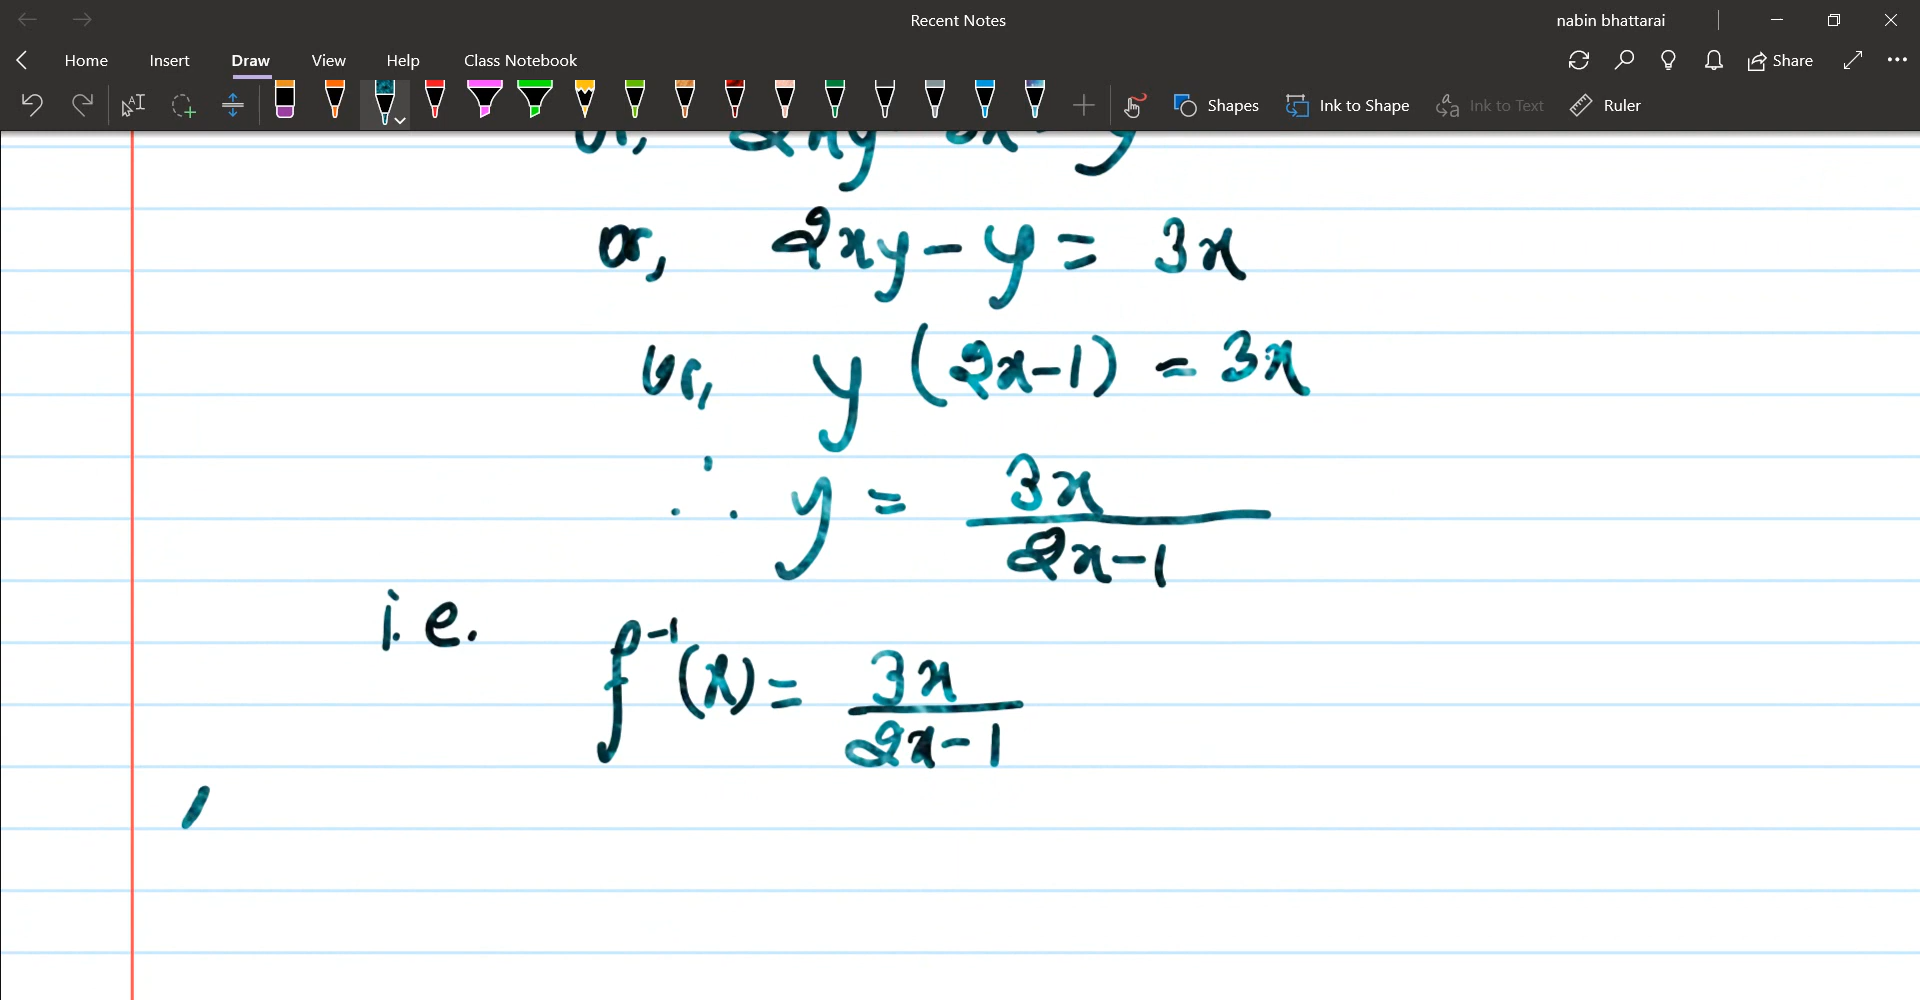 Recent Notes
nabin bhattarai
Home Insert Draw View Help Class Notebook
Share
Shapes Ink to Shape Ink to Text Ruler
or, 2xy - y = 3x
or, y (2x-1) = 3x
∴ y = 3x / 2x-1
i.e.
f⁻¹(x) = 3x / 2x-1